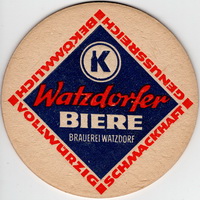 BEKÖMMLICH
GENUSSREICH
K
Watzdorfer
BIERE
BRAUEREI WATZDORF
VOLLWÜRZIG
SCHMACKHAFT